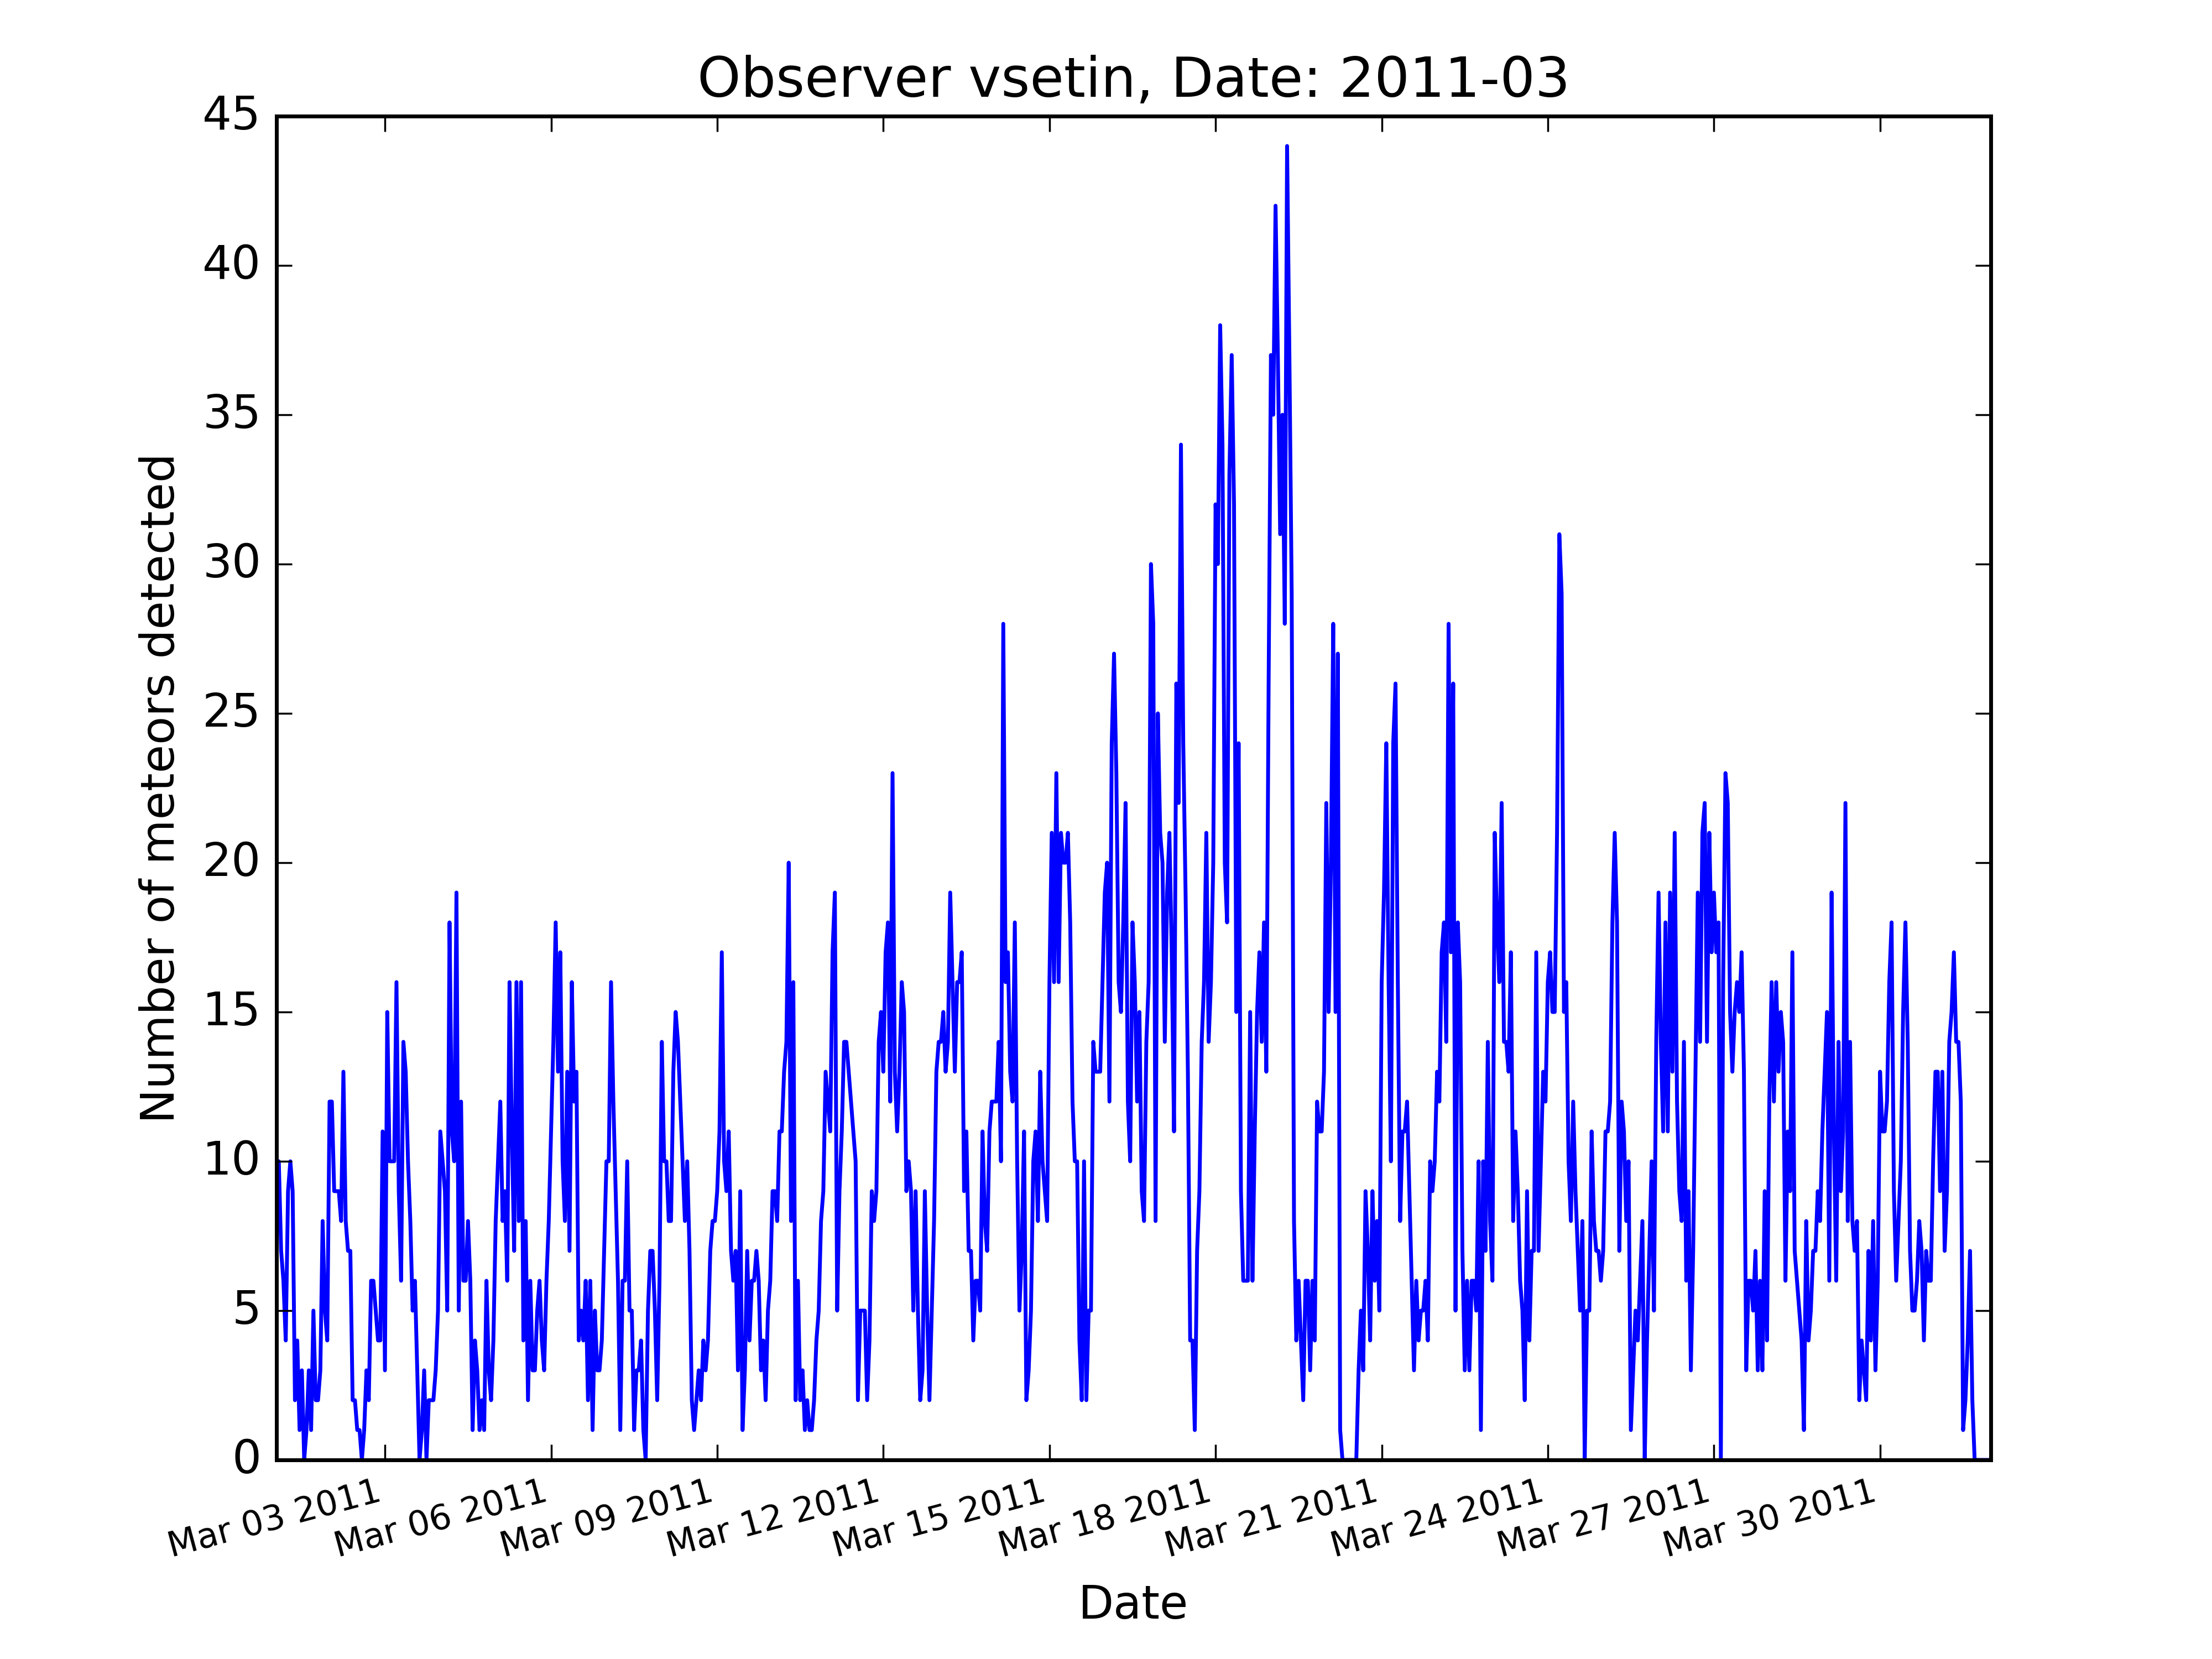 Observer vsetin, Date: 2011-03
45
40
35
30
25
20
15
10
5
0
Number of meteors detected
Mar 03 2011
Mar 06 2011
Mar 09 2011
Mar 12 2011
Mar 15 2011
Mar 18 2011
Mar 21 2011
Mar 24 2011
Mar 27 2011
Mar 30 2011
Date